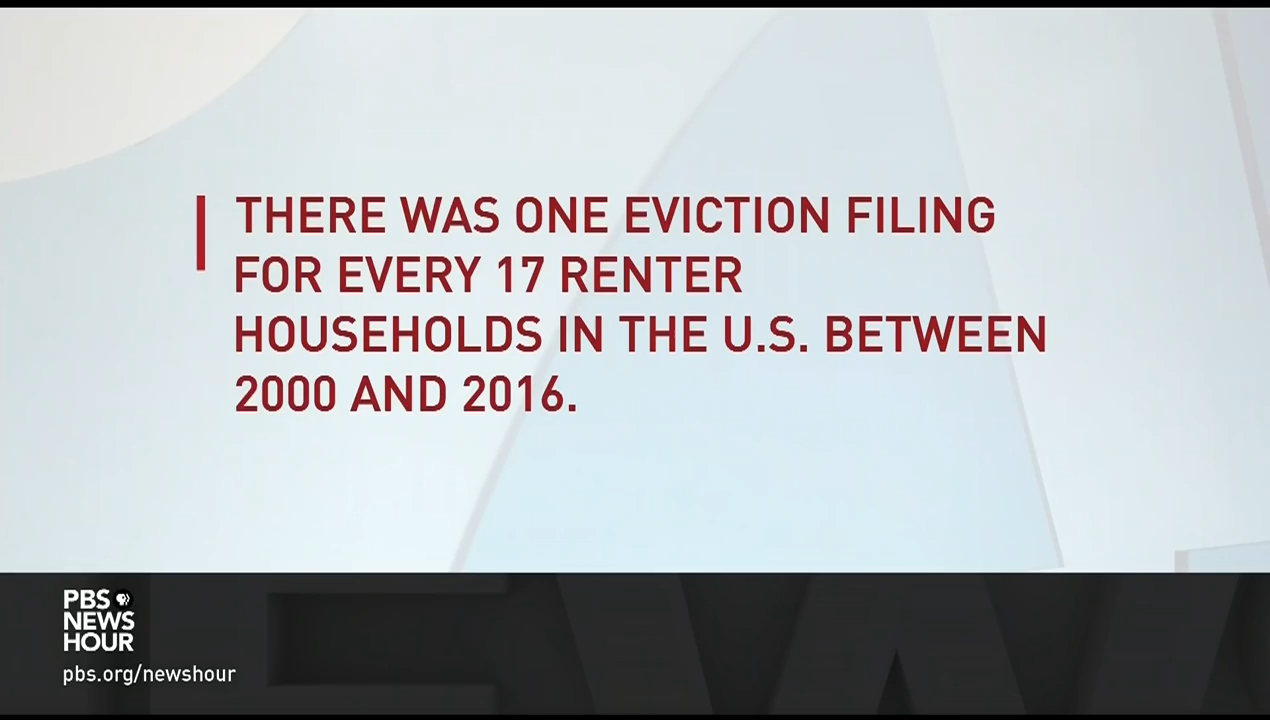 THERE WAS ONE EVICTION FILING
FOR EVERY 17 RENTER
HOUSEHOLDS IN THE U.S. BETWEEN
2000 AND 2016.
PBS
NEWS
HOUR
pbs.org/newshour